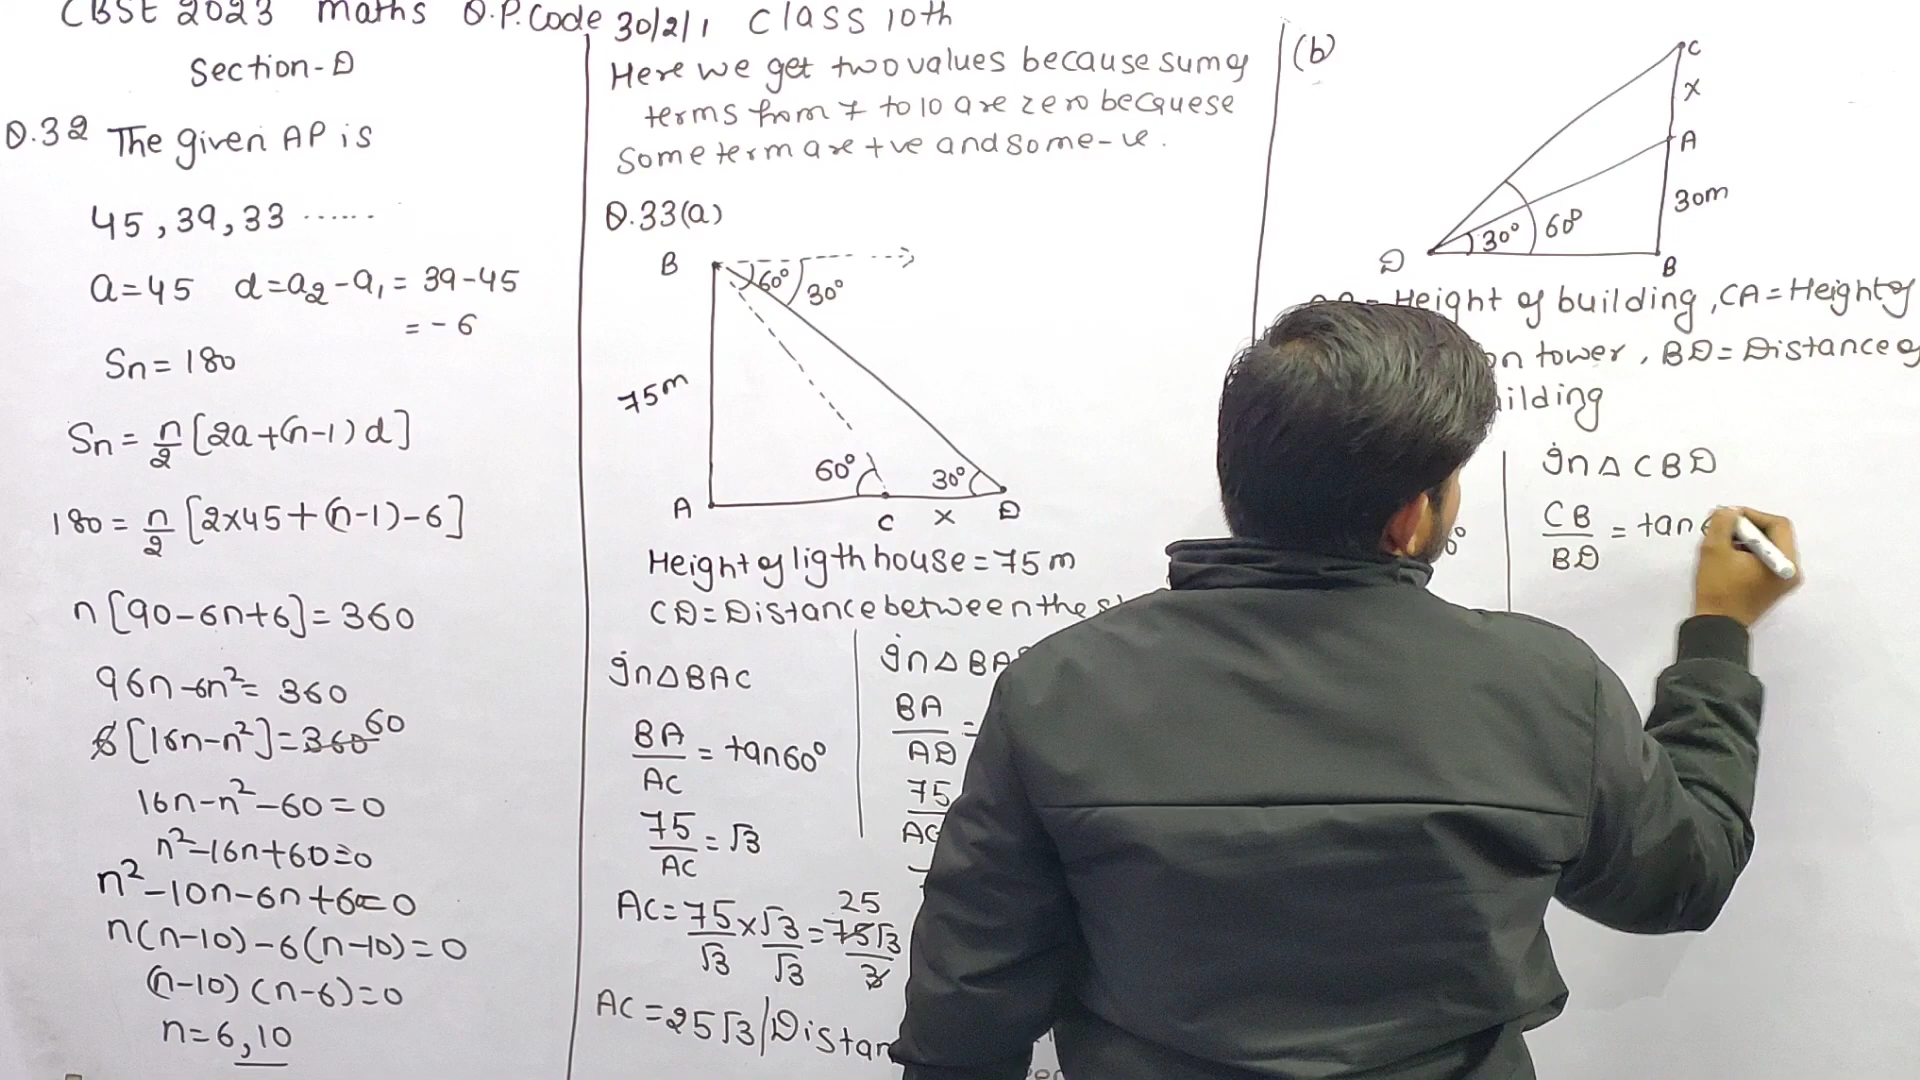 CBSE 2023 maths Q.P. Code 30/2/1 Class 10th
Section-D
Q.32 The given AP is
45, 39, 33 ......
a=45 d=a₂-a₁= 39-45
= -6
Sn=180
Sn= n/2 [2a+(n-1)d]
180= n/2 [2x45+(n-1)-6]
n[90-6n+6]=360
96n-6n²= 360
6[16n-n²]=360 60
16n-n²-60=0
n²-16n+60=0
n²-10n-6n+60=0
n(n-10)-6(n-10)=0
(n-10)(n-6)=0
n=6,10
Here we get two values because sum of
terms from 7 to 10 are zero becquese
Some term are +ve and some -ve.
Q.33(a)
B 60° 30°
75m
60° 30°
A C x D
Height of ligth house=75m
CD=Distance between the
In△BAC
BA/AC = tan60°
75/AC = √3
AC= 75/√3 x √3/√3 = 75√3/3 25
AC=25√3/Distan
In△BA
BA/AD =
75
(b)
C
x
A
30m
30° 60°
D B
Height of building, CA=Height of
on tower, BD=Distance of
ilding
In△CBD
CB/BD = tan